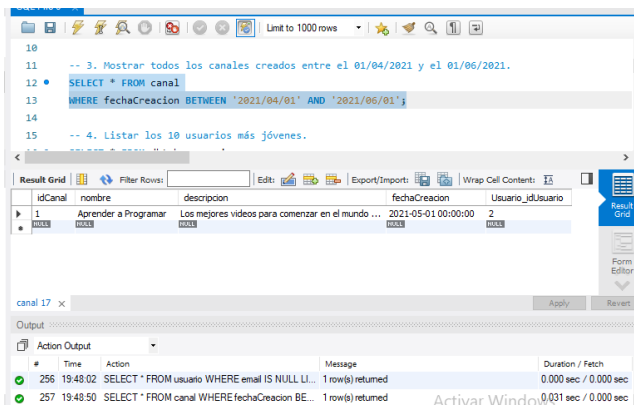 Limit to 1000 rows
10
11 -- 3. Mostrar todos los canales creados entre el 01/04/2021 y el 01/06/2021.
12 SELECT * FROM canal
13 WHERE fechaCreacion BETWEEN '2021/04/01' AND '2021/06/01';
14
15 -- 4. Listar los 10 usuarios más jóvenes.
Result Grid Filter Rows: Edit: Export/Import: Wrap Cell Content:
idCanal nombre descripcion fechaCreacion Usuario_idUsuario
1 Aprender a Programar Los mejores videos para comenzar en el mundo ... 2021-05-01 00:00:00 2
NULL NULL NULL NULL NULL
Result
Grid
Form
Editor
canal 17 Apply Revert
Output
Action Output
# Time Action Message Duration / Fetch
256 19:48:02 SELECT * FROM usuario WHERE email IS NULL LI... 1 row(s) returned 0.000 sec / 0.000 sec
257 19:48:50 SELECT * FROM canal WHERE fechaCreacion BE... 1 row(s) returned 0.031 sec / 0.000 sec
Activar Windows